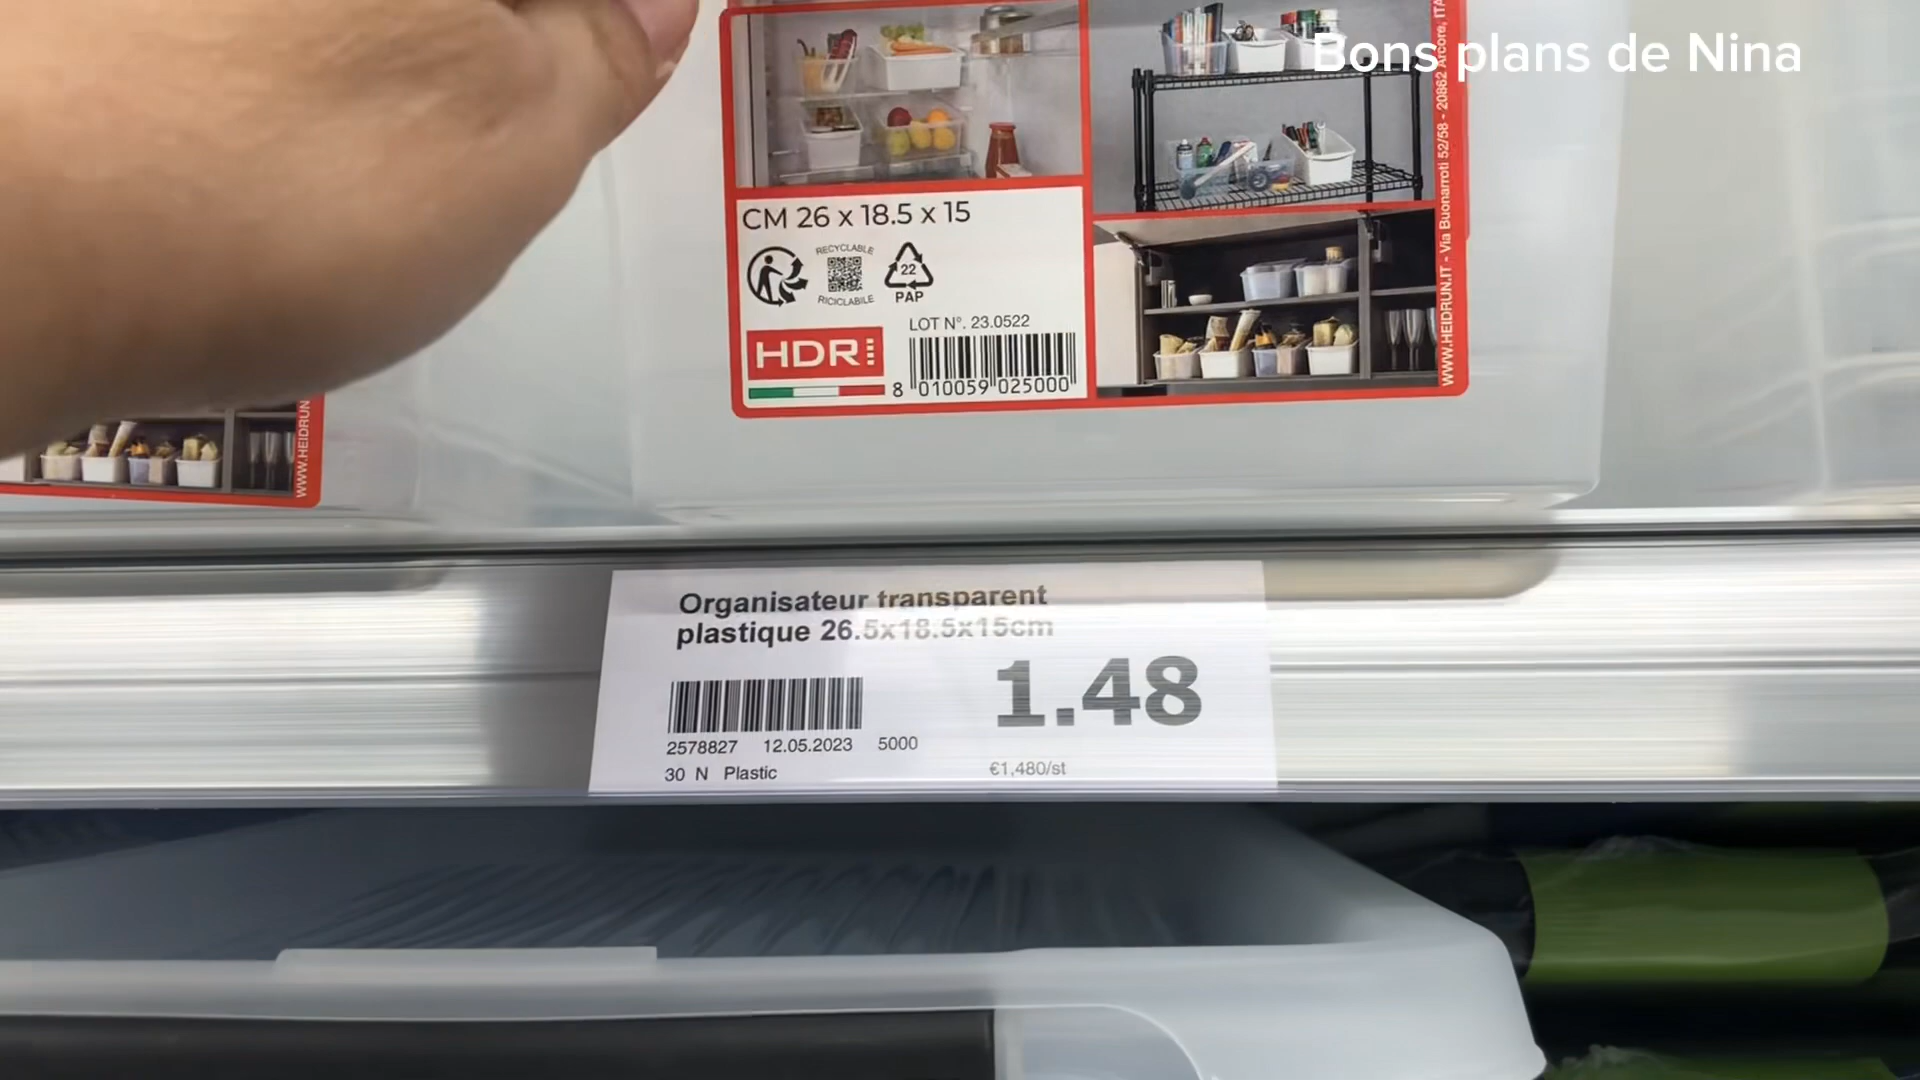 Bons plans de Nina
CM 26 x 18.5 x 15
RECYCLABLE
RICICLABILE
22
PAP
LOT N°. 23.0522
HDR
8 010059 025000
WWW.HEIDRUN.IT - Via Buonarroti 52/58 - 20862 Arcore, ITA
WWW.HEIDRUN
Organisateur transparent
plastique 26.5x18.5x15cm
1.48
2578827 12.05.2023 5000
30 N Plastic
€1,480/st